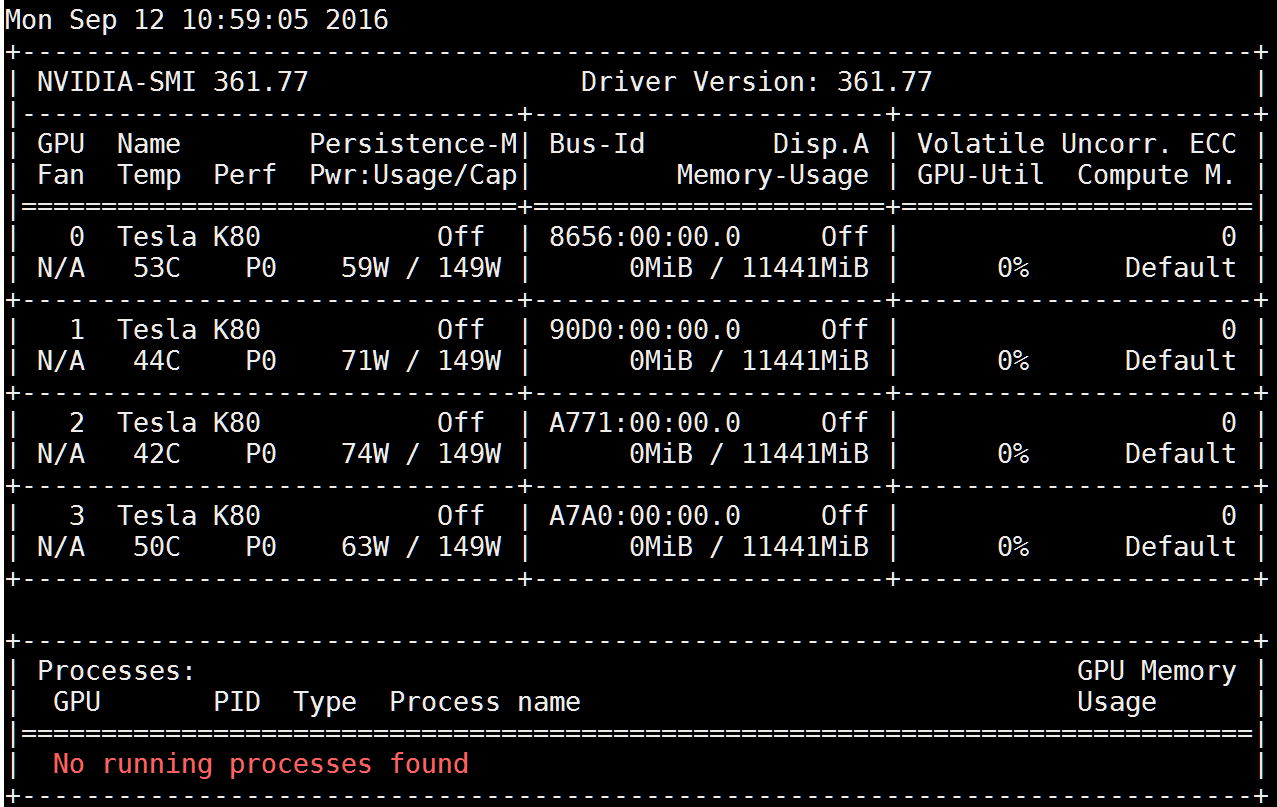 Mon Sep 12 10:59:05 2016
+-----------------------------------------------------------------------------+
| NVIDIA-SMI 361.77                 Driver Version: 361.77                    |
|-------------------------------+----------------------+----------------------+
| GPU  Name        Persistence-M| Bus-Id        Disp.A | Volatile Uncorr. ECC |
| Fan  Temp  Perf  Pwr:Usage/Cap|         Memory-Usage | GPU-Util  Compute M. |
|===============================+======================+======================|
|   0  Tesla K80           Off  | 8656:00:00.0     Off |                    0 |
| N/A   53C    P0    59W / 149W |      0MiB / 11441MiB |      0%      Default |
+-------------------------------+----------------------+----------------------+
|   1  Tesla K80           Off  | 90D0:00:00.0     Off |                    0 |
| N/A   44C    P0    71W / 149W |      0MiB / 11441MiB |      0%      Default |
+-------------------------------+----------------------+----------------------+
|   2  Tesla K80           Off  | A771:00:00.0     Off |                    0 |
| N/A   42C    P0    74W / 149W |      0MiB / 11441MiB |      0%      Default |
+-------------------------------+----------------------+----------------------+
|   3  Tesla K80           Off  | A7A0:00:00.0     Off |                    0 |
| N/A   50C    P0    63W / 149W |      0MiB / 11441MiB |      0%      Default |
+-------------------------------+----------------------+----------------------+

+-----------------------------------------------------------------------------+
| Processes:                                                       GPU Memory |
|  GPU       PID  Type  Process name                               Usage      |
|=============================================================================|
|  No running processes found                                                 |
+-----------------------------------------------------------------------------+